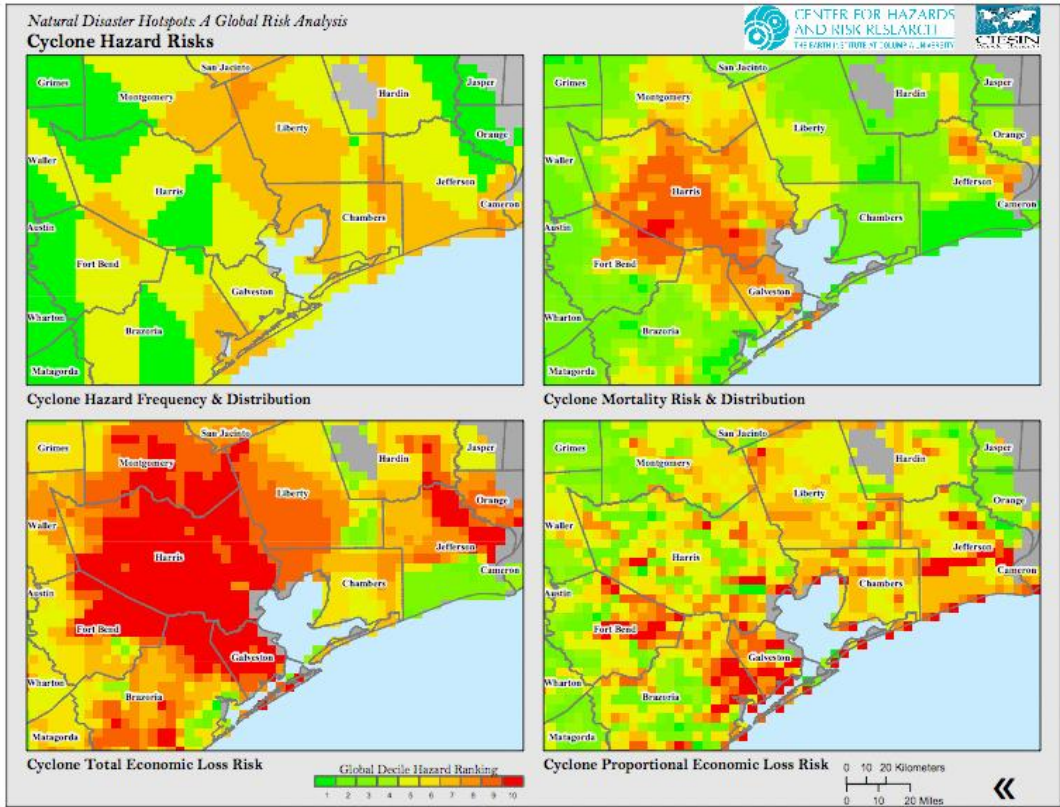 Natural Disaster Hotspots: A Global Risk Analysis
Cyclone Hazard Risks
CENTER FOR HAZARDS
AND RISK RESEARCH
THE EARTH INSTITUTE AT COLUMBIA UNIVERSITY
CIESIN
Grimes
San Jacinto
Montgomery
Hardin
Jasper
Liberty
Orange
Waller
Harris
Jefferson
Cameron
Chambers
Austin
Fort Bend
Galveston
Wharton
Brazoria
Matagorda
Cyclone Hazard Frequency & Distribution
Grimes
San Jacinto
Montgomery
Hardin
Jasper
Liberty
Orange
Waller
Harris
Jefferson
Cameron
Chambers
Austin
Fort Bend
Galveston
Wharton
Brazoria
Matagorda
Cyclone Mortality Risk & Distribution
Grimes
San Jacinto
Montgomery
Hardin
Jasper
Liberty
Orange
Waller
Harris
Jefferson
Cameron
Chambers
Austin
Fort Bend
Galveston
Wharton
Brazoria
Matagorda
Cyclone Total Economic Loss Risk
Grimes
San Jacinto
Montgomery
Hardin
Jasper
Liberty
Orange
Waller
Harris
Jefferson
Cameron
Chambers
Austin
Fort Bend
Galveston
Wharton
Brazoria
Matagorda
Cyclone Proportional Economic Loss Risk
Global Decile Hazard Ranking
1 2 3 4 5 6 7 8 9 10
0 10 20 Kilometers
0 10 20 Miles
«